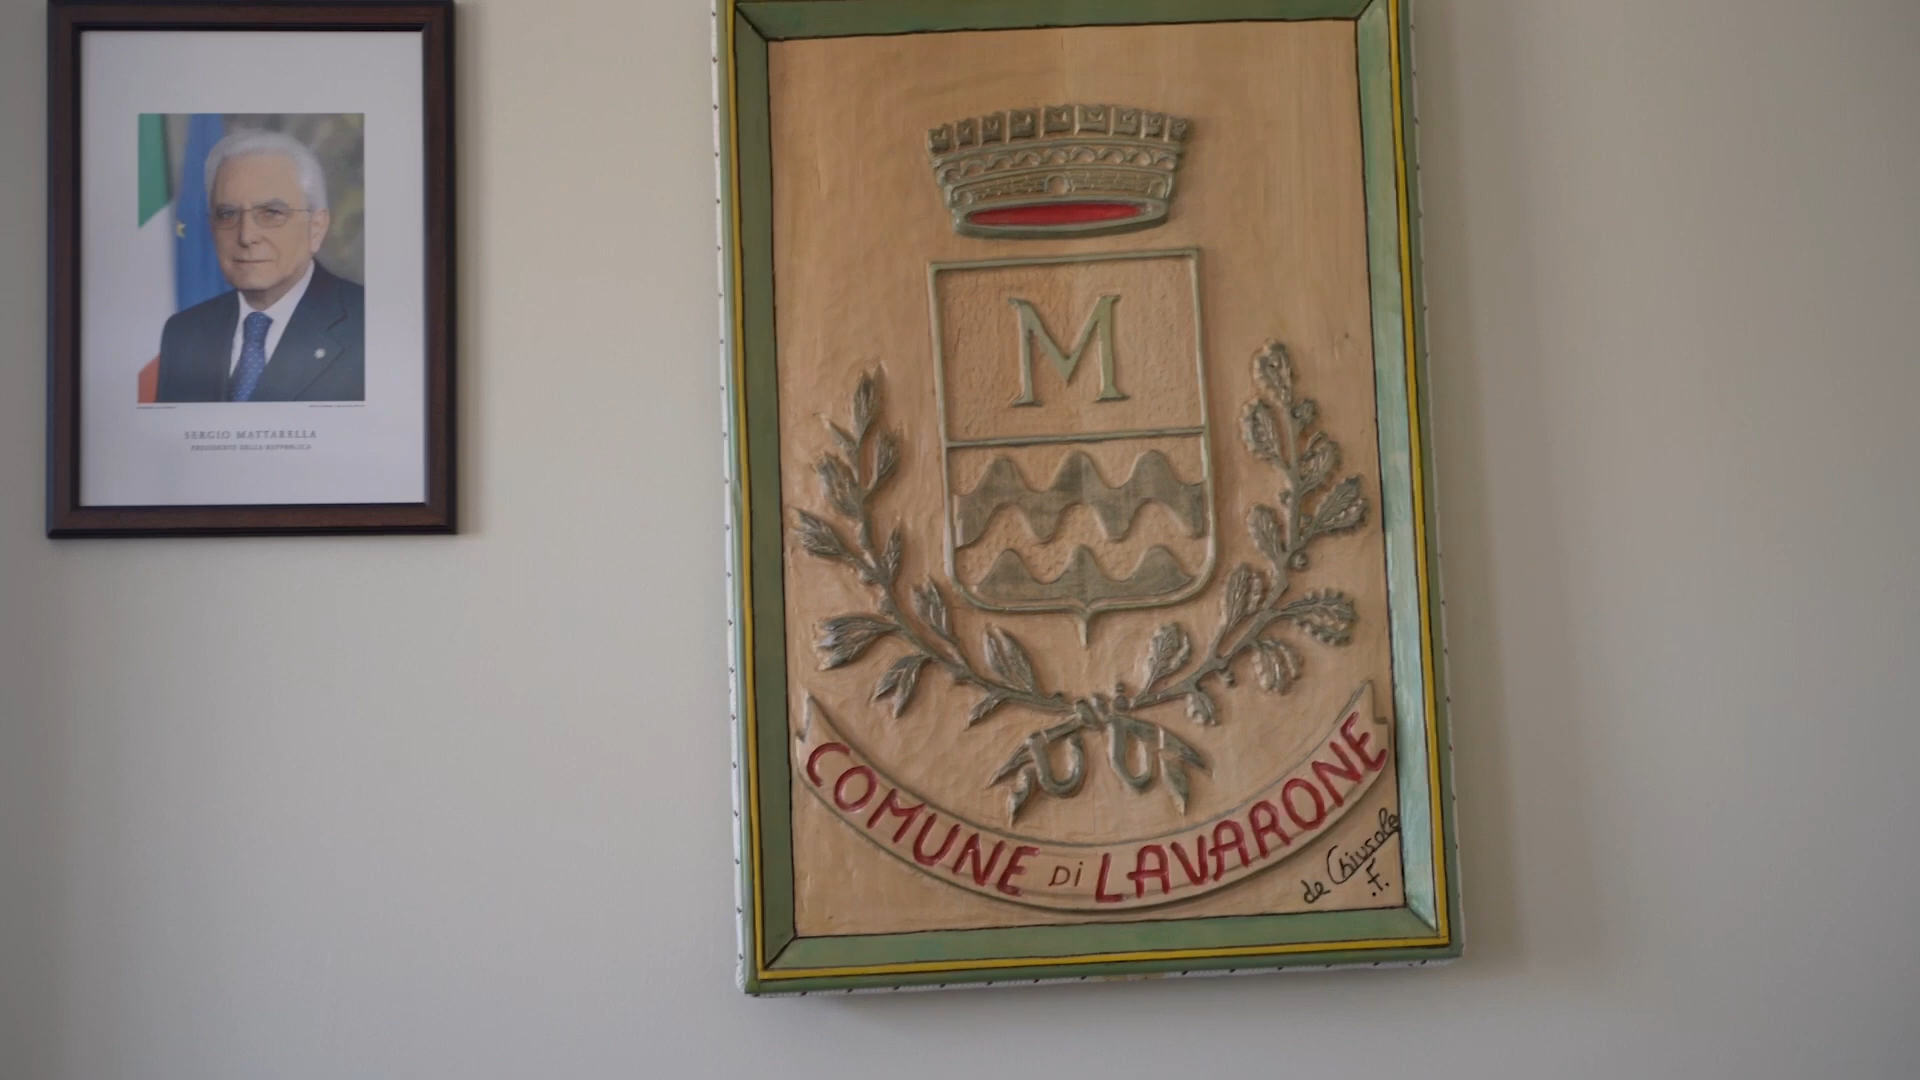 SERGIO MATTARELLA
PRESIDENTE DELLA REPUBBLICA
M
COMUNE Di LAVARONE
de Chiusole
F.